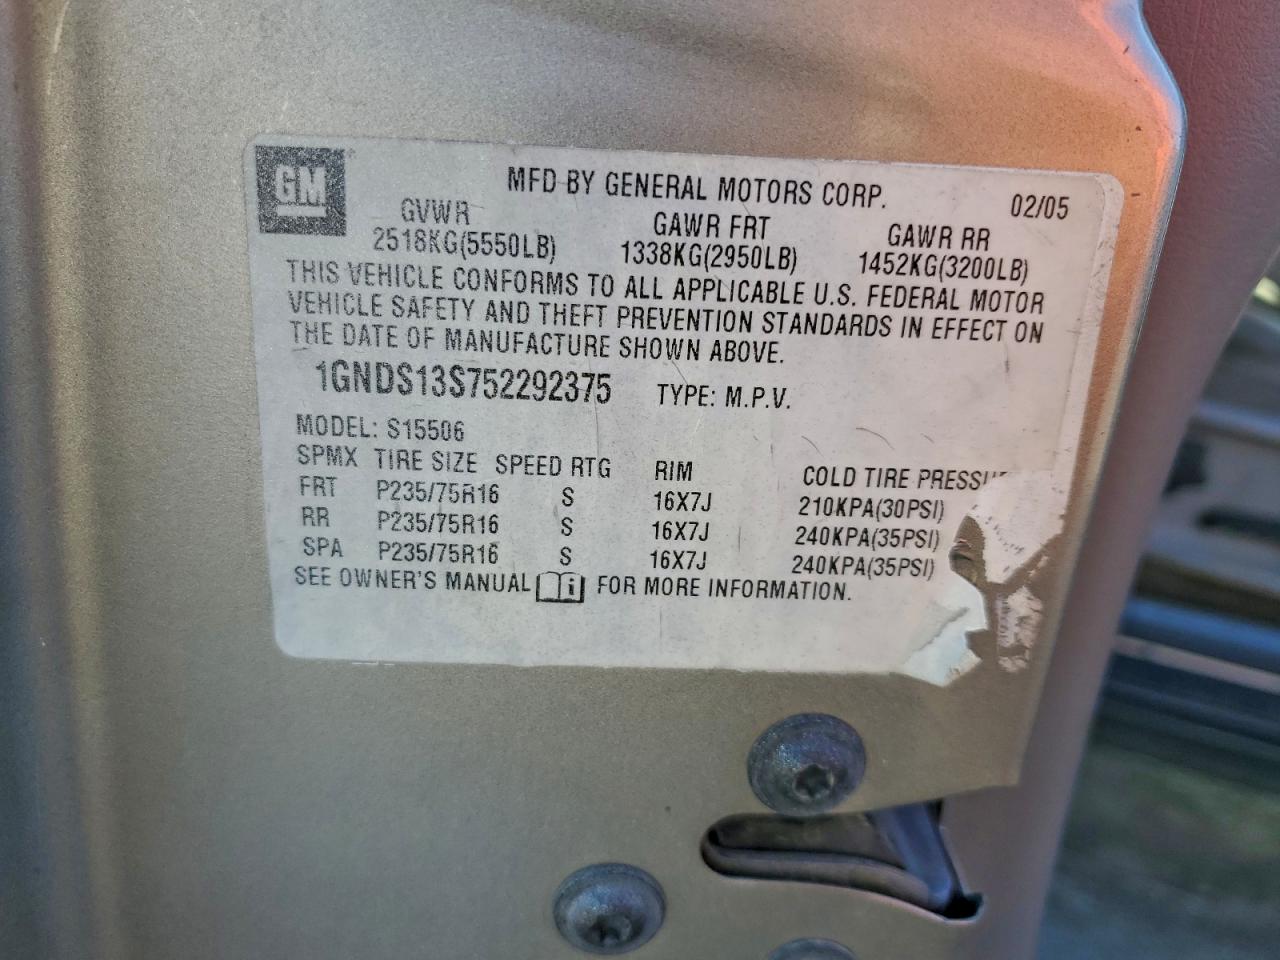 GM
MFD BY GENERAL MOTORS CORP. 02/05
GVWR GAWR FRT GAWR RR
2518KG(5550LB) 1338KG(2950LB) 1452KG(3200LB)
THIS VEHICLE CONFORMS TO ALL APPLICABLE U.S. FEDERAL MOTOR
VEHICLE SAFETY AND THEFT PREVENTION STANDARDS IN EFFECT ON
THE DATE OF MANUFACTURE SHOWN ABOVE.
1GNDS13S752292375 TYPE: M.P.V.
MODEL: S15506
SPMX TIRE SIZE SPEED RTG RIM COLD TIRE PRESSU
FRT P235/75R16 S 16X7J 210KPA(30PSI)
RR P235/75R16 S 16X7J 240KPA(35PSI)
SPA P235/75R16 S 16X7J 240KPA(35PSI)
SEE OWNER'S MANUAL FOR MORE INFORMATION.